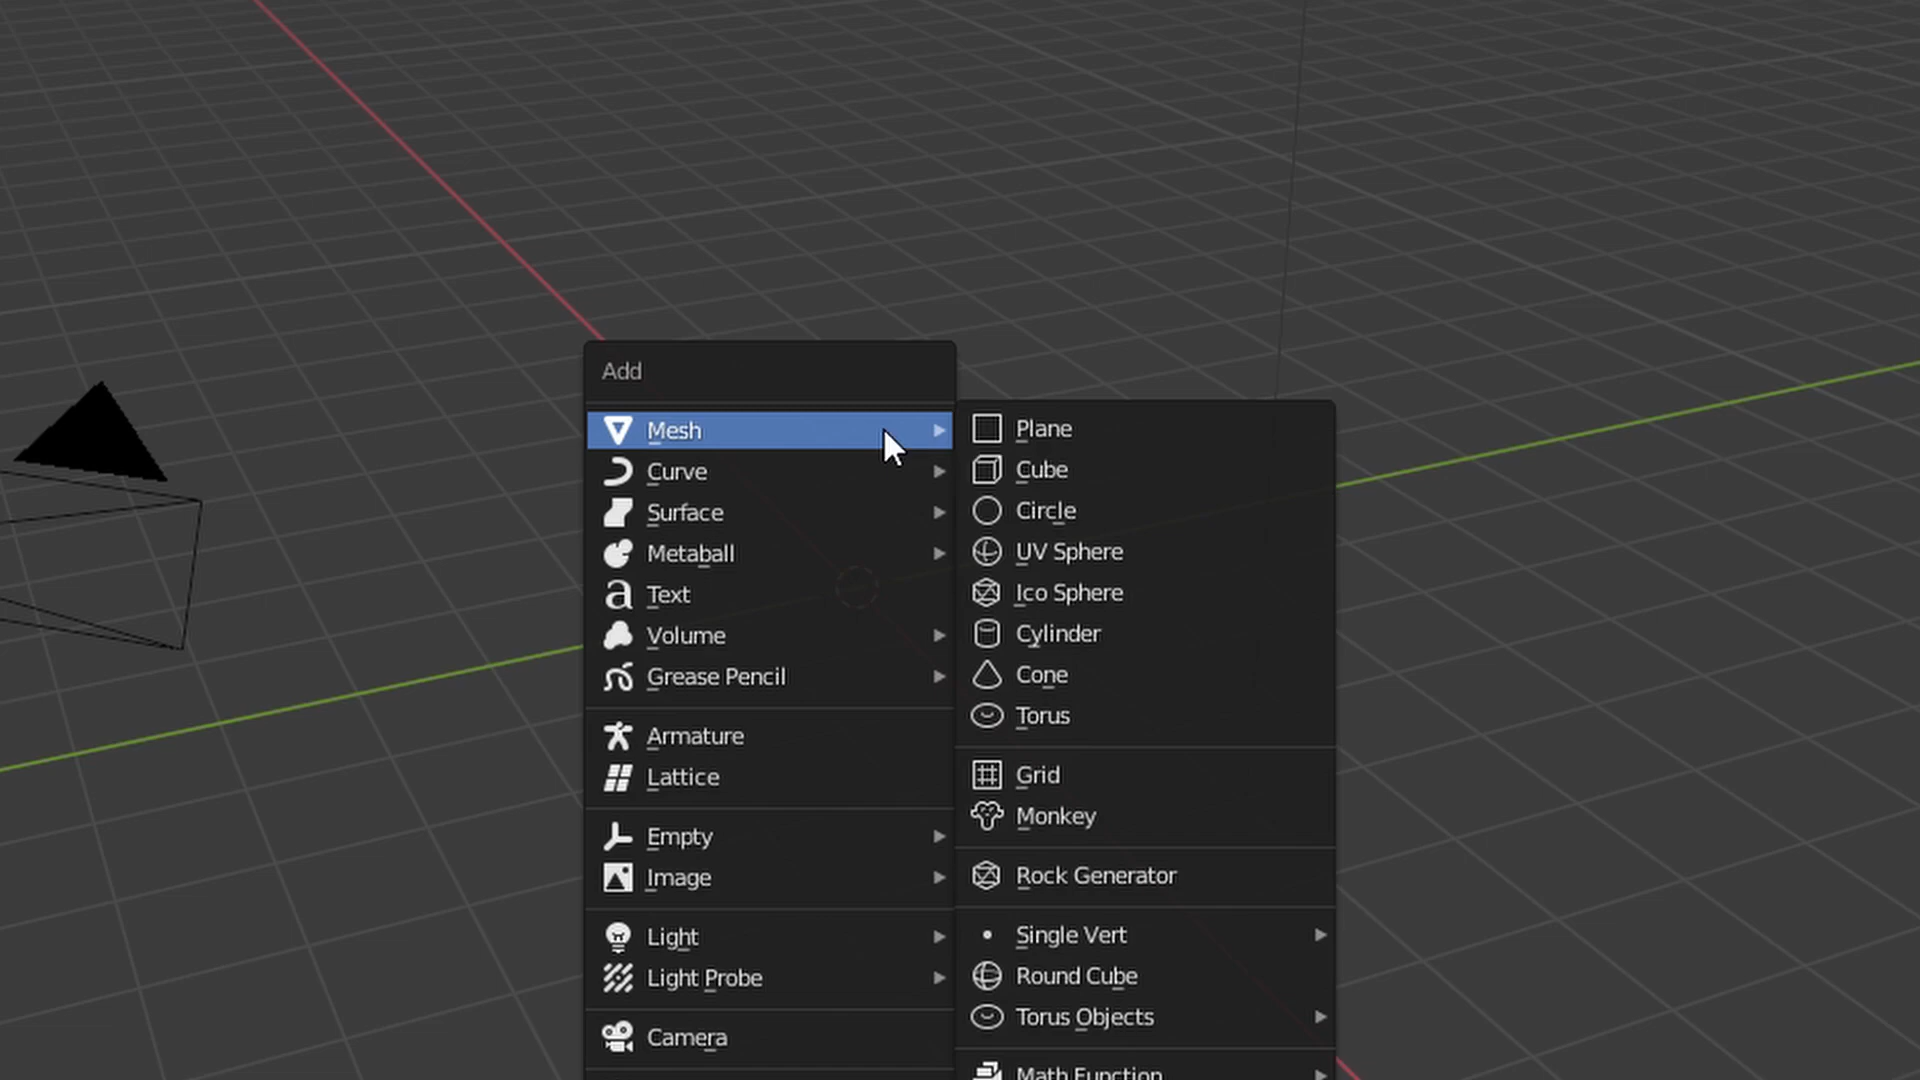 Add
Mesh
Curve
Surface
Metaball
Text
Volume
Grease Pencil
Armature
Lattice
Empty
Image
Light
Light Probe
Camera
Plane
Cube
Circle
UV Sphere
Ico Sphere
Cylinder
Cone
Torus
Grid
Monkey
Rock Generator
Single Vert
Round Cube
Torus Objects
Math Function